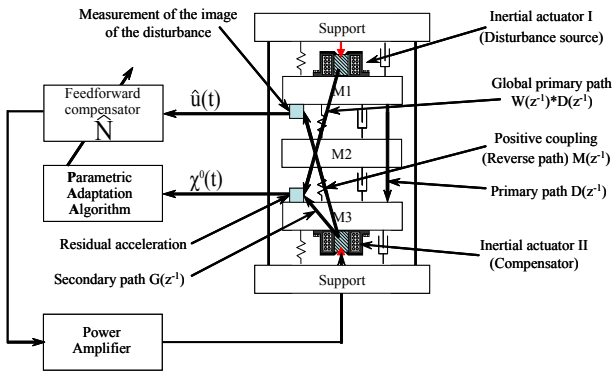 Measurement of the image
of the disturbance
Support
Inertial actuator I
(Disturbance source)
M1
Global primary path
W(z-1)*D(z-1)
Feedforward
compensator
N̂
û(t)
M2
Positive coupling
(Reverse path) M(z-1)
Parametric
Adaptation
Algorithm
χ⁰(t)
Primary path D(z-1)
M3
Residual acceleration
Inertial actuator II
(Compensator)
Secondary path G(z-1)
Support
Power
Amplifier